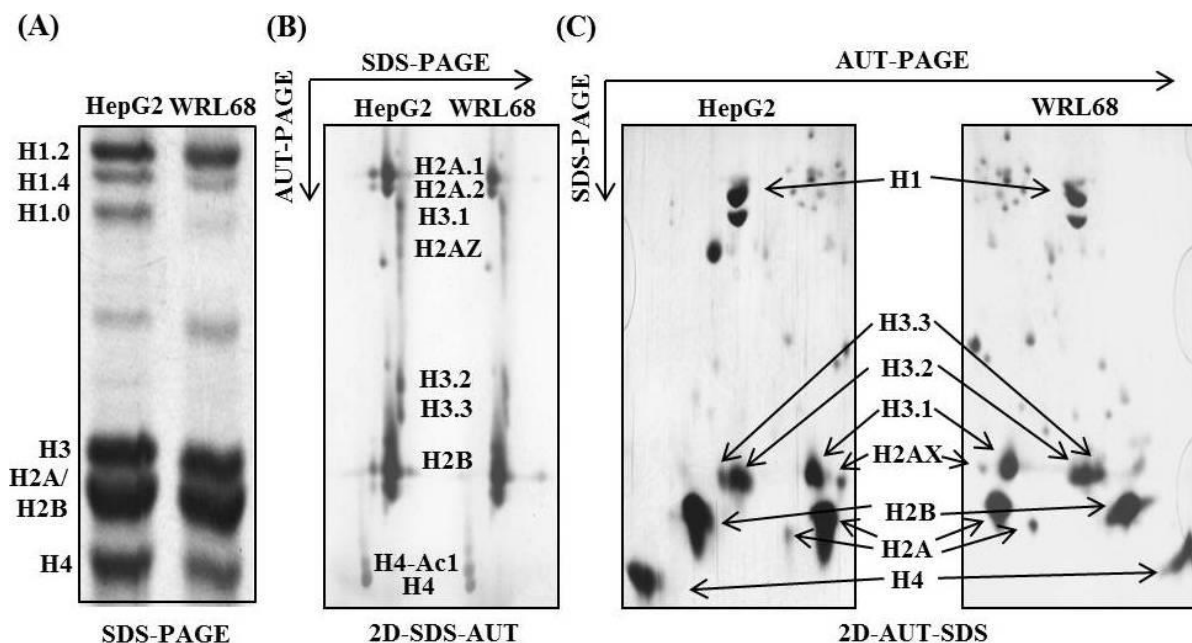 (A)
HepG2 WRL68
H1.2
H1.4
H1.0
H3
H2A/
H2B
H4
SDS-PAGE
(B)
SDS-PAGE
AUT-PAGE
HepG2 WRL68
H2A.1
H2A.2
H3.1
H2AZ
H3.2
H3.3
H2B
H4-Ac1
H4
2D-SDS-AUT
(C)
AUT-PAGE
SDS-PAGE
HepG2 WRL68
H1
H3.3
H3.2
H3.1
H2AX
H2B
H2A
H4
2D-AUT-SDS